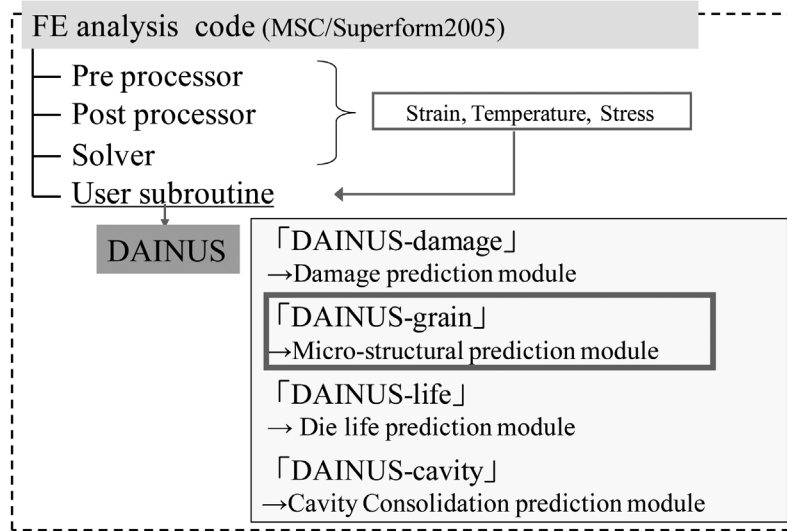 FE analysis code (MSC/Superform2005)
Pre processor
Post processor
Solver
User subroutine
Strain, Temperature, Stress
DAINUS
「DAINUS-damage」
→Damage prediction module
「DAINUS-grain」
→Micro-structural prediction module
「DAINUS-life」
→ Die life prediction module
「DAINUS-cavity」
→Cavity Consolidation prediction module